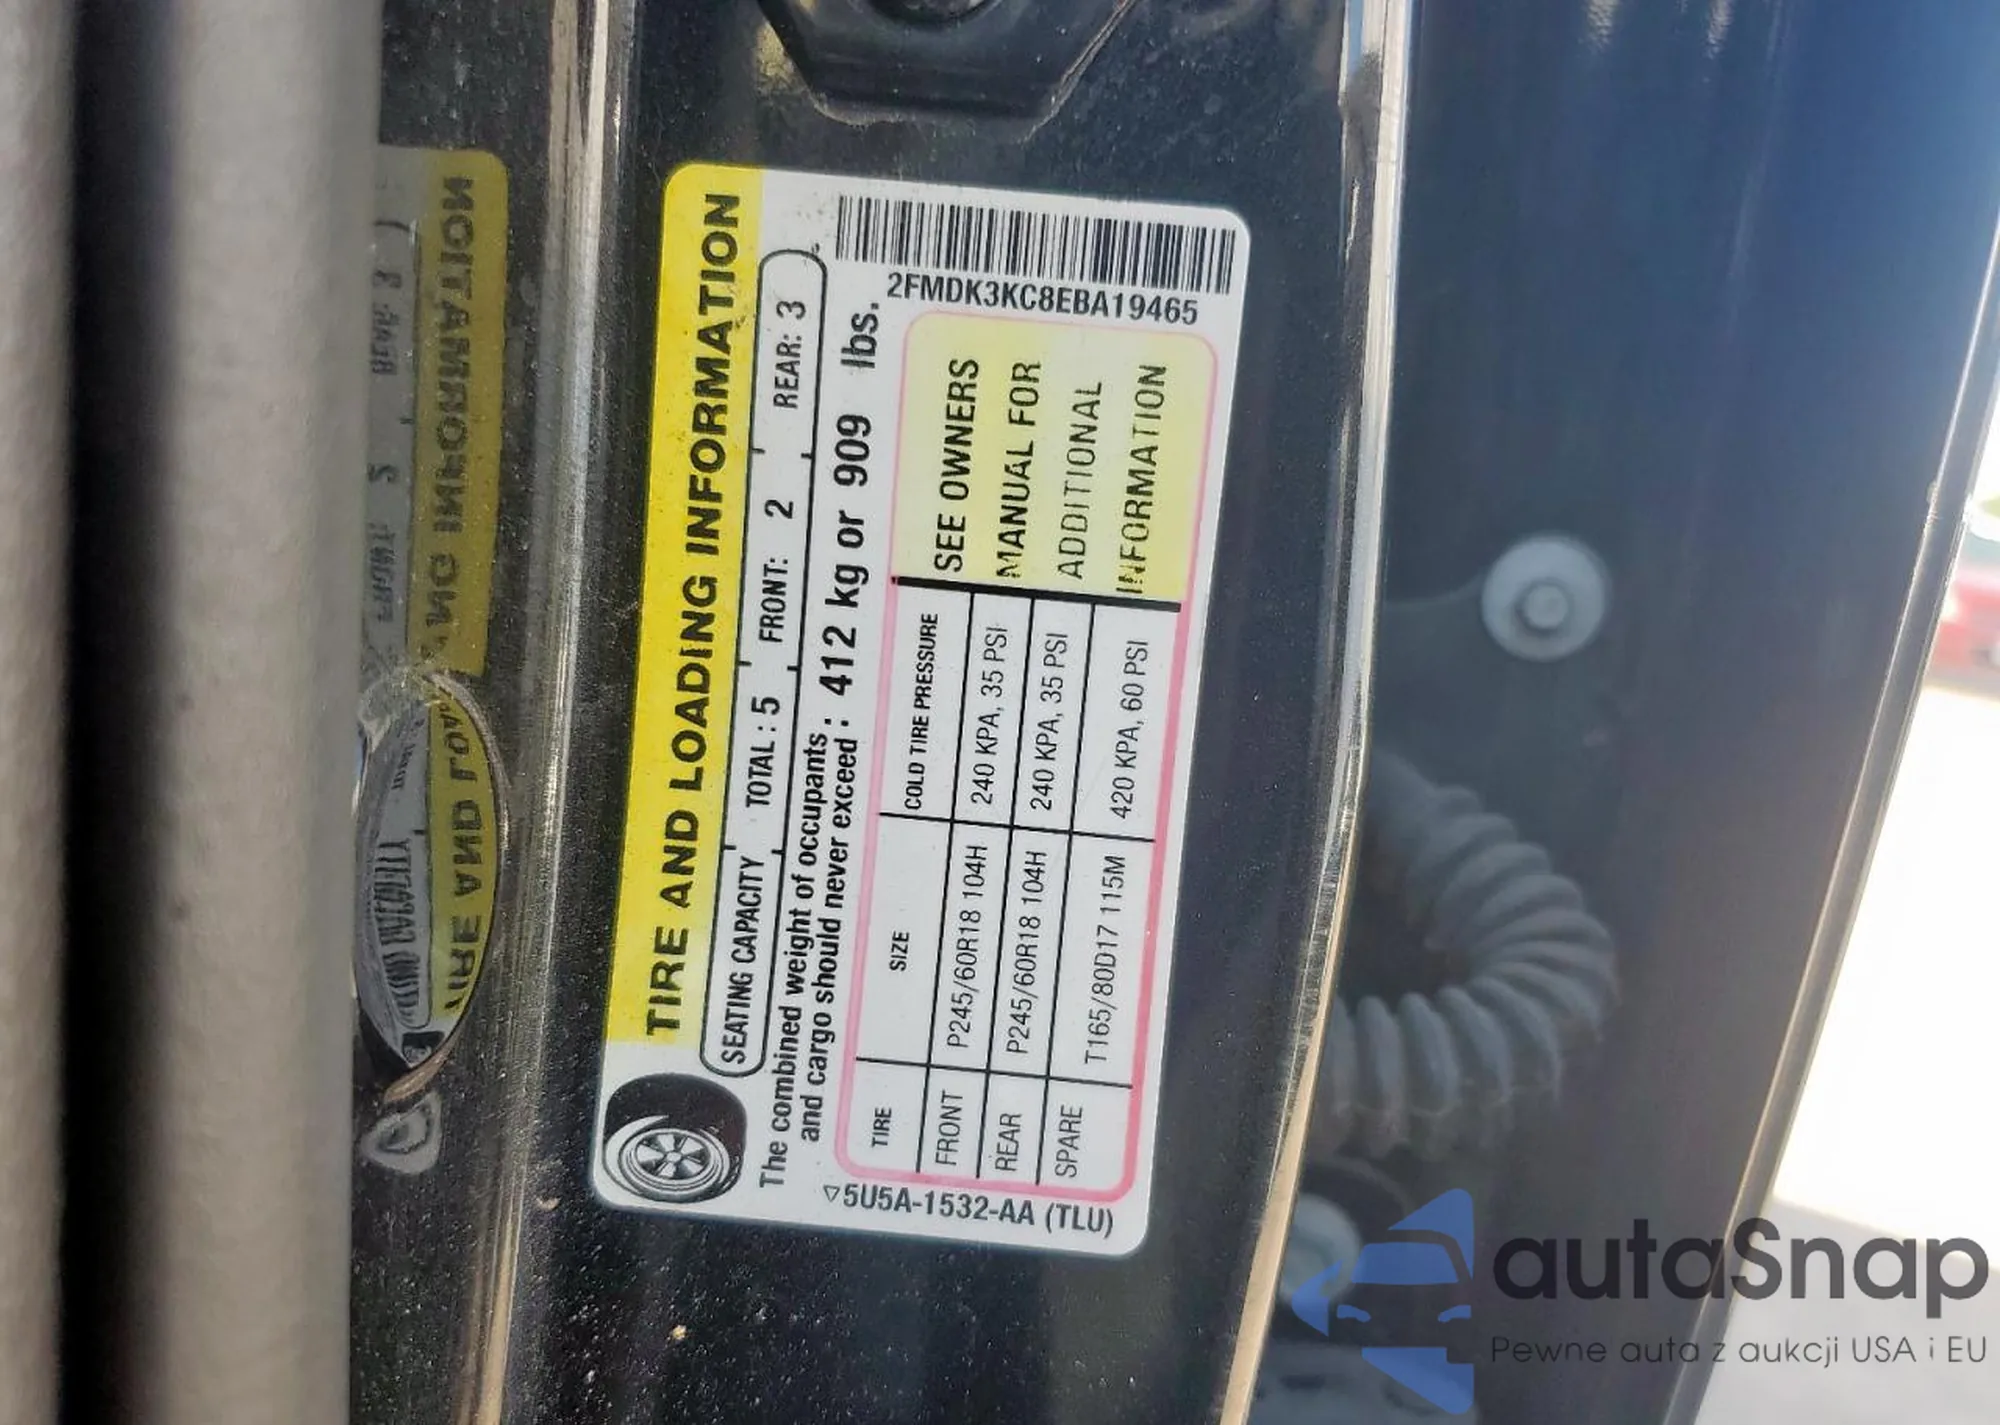 TIRE AND LOADING INFORMATION
SEATING CAPACITY TOTAL : 5 FRONT: 2 REAR: 3
The combined weight of occupants
and cargo should never exceed : 412 kg or 909 lbs.
TIRE SIZE COLD TIRE PRESSURE
FRONT P245/60R18 104H 240 KPA, 35 PSI
REAR P245/60R18 104H 240 KPA, 35 PSI
SPARE T165/80D17 115M 420 KPA, 60 PSI
SEE OWNERS
MANUAL FOR
ADDITIONAL
INFORMATION
2FMDK3KC8EBA19465
▽5U5A-1532-AA (TLU)
autaSnap
Pewne auta z aukcji USA i EU